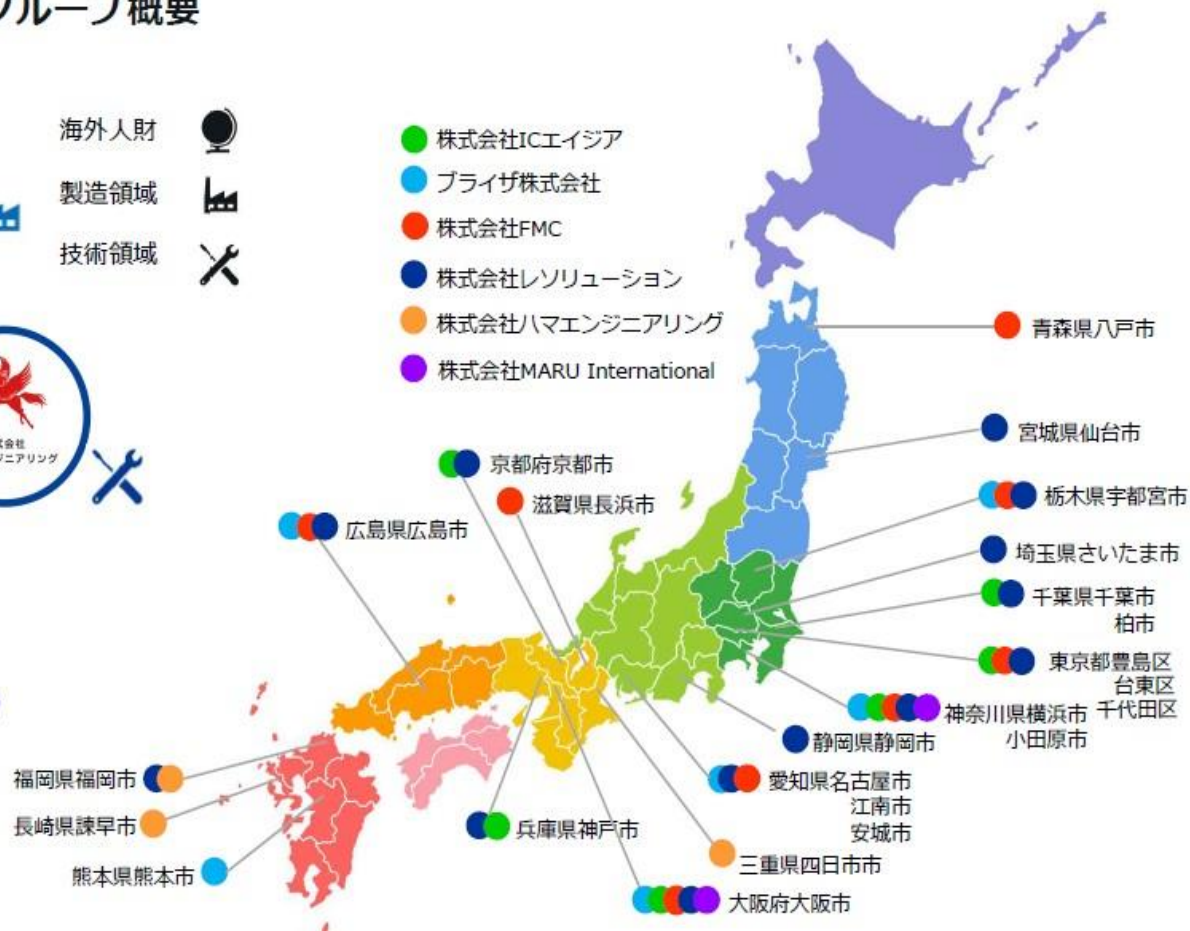 グループ概要
海外人財
製造領域
技術領域
株式会社ICエイジア
ブライザ株式会社
株式会社FMC
株式会社レソリューション
株式会社ハマエンジニアリング
株式会社MARU International
式会社
ジニアリング
青森県八戸市
宮城県仙台市
京都府京都市
滋賀県長浜市
栃木県宇都宮市
広島県広島市
埼玉県さいたま市
千葉県千葉市
柏市
東京都豊島区
台東区
千代田区
神奈川県横浜市
小田原市
静岡県静岡市
福岡県福岡市
愛知県名古屋市
江南市
安城市
長崎県諫早市
兵庫県神戸市
三重県四日市市
熊本県熊本市
大阪府大阪市